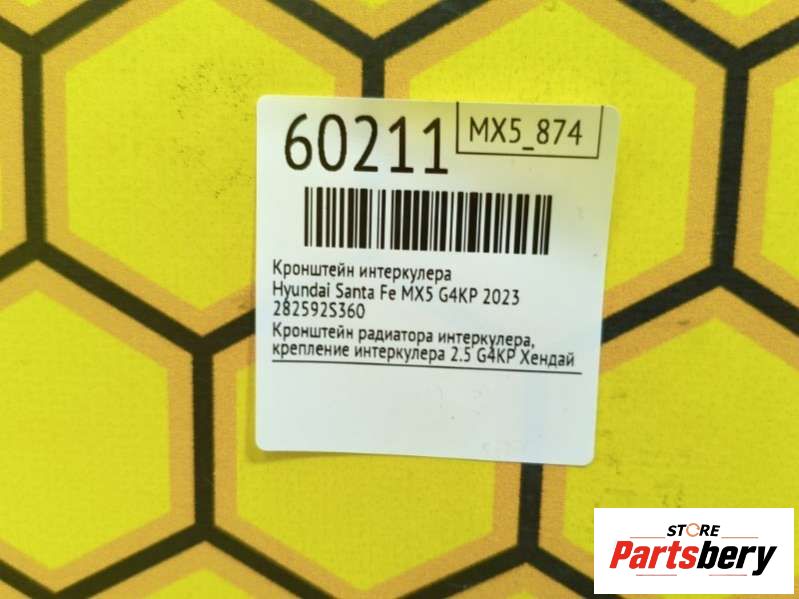 60211
MX5_874
Кронштейн интеркулера
Hyundai Santa Fe MX5 G4KP 2023
282592S360
Кронштейн радиатора интеркулера,
крепление интеркулера 2.5 G4KP Хендай
STORE
Partsbery